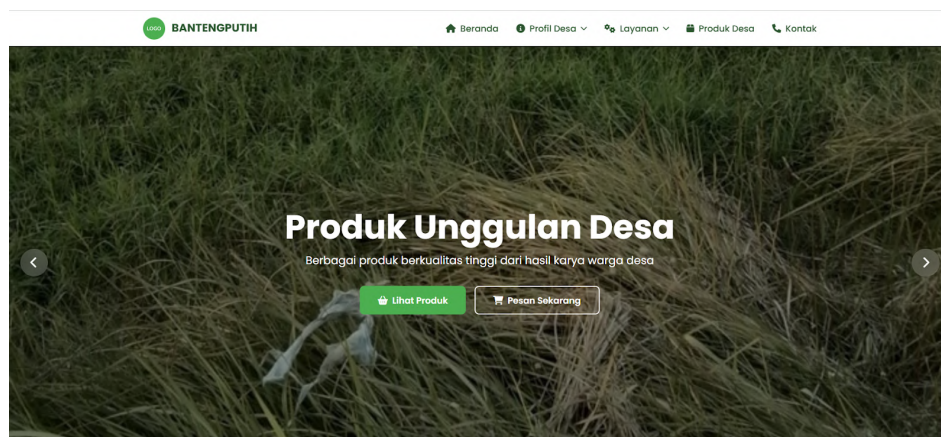 LOGO
BANTENGPUTIH
Beranda
Profil Desa
Layanan
Produk Desa
Kontak
Produk Unggulan Desa
Berbagai produk berkualitas tinggi dari hasil karya warga desa
Lihat Produk
Pesan Sekarang